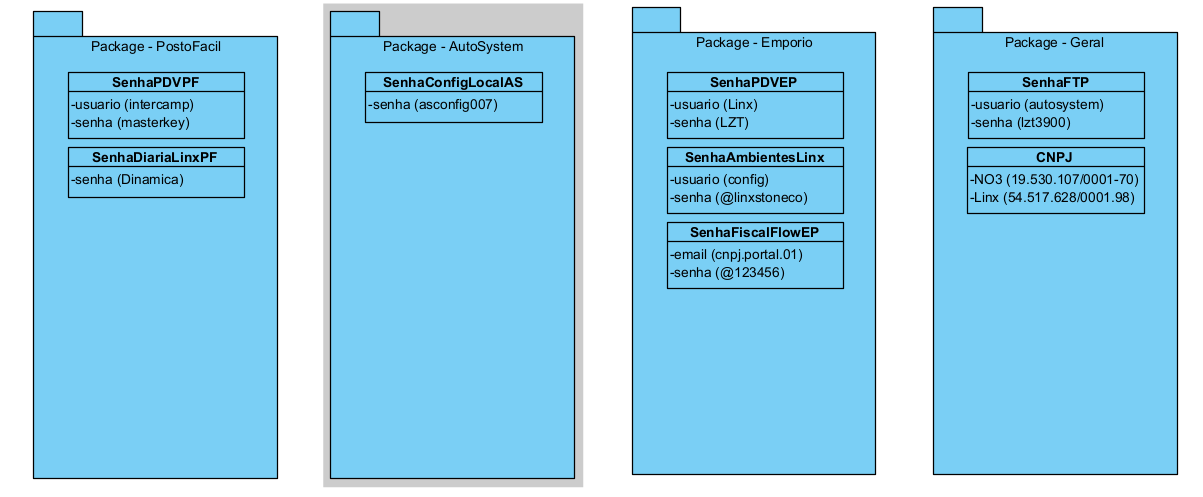 Package - PostoFacil
SenhaPDVPF
-usuario (intercamp)
-senha (masterkey)
SenhaDiariaLinxPF
-senha (Dinamica)
Package - AutoSystem
SenhaConfigLocalAS
-senha (asconfig007)
Package - Emporio
SenhaPDVEP
-usuario (Linx)
-senha (LZT)
SenhaAmbientesLinx
-usuario (config)
-senha (@linxstoneco)
SenhaFiscalFlowEP
-email (cnpj.portal.01)
-senha (@123456)
Package - Geral
SenhaFTP
-usuario (autosystem)
-senha (lzt3900)
CNPJ
-NO3 (19.530.107/0001-70)
-Linx (54.517.628/0001.98)